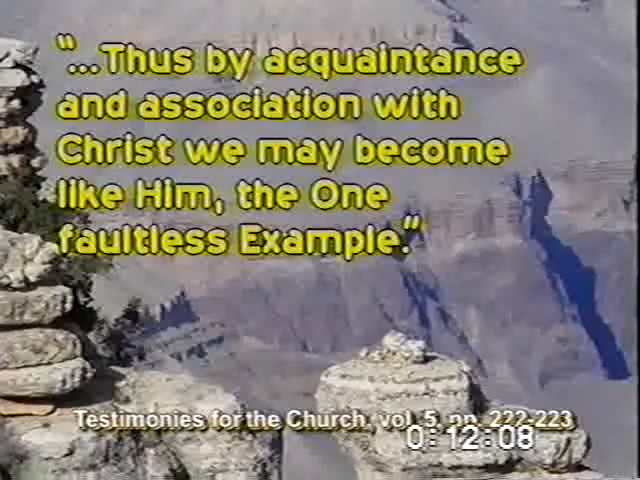 "...Thus by acquaintance
and association with
Christ we may become
like Him, the One
faultless Example."
Testimonies for the Church, vol. 5, pp. 222-223
0:12:08